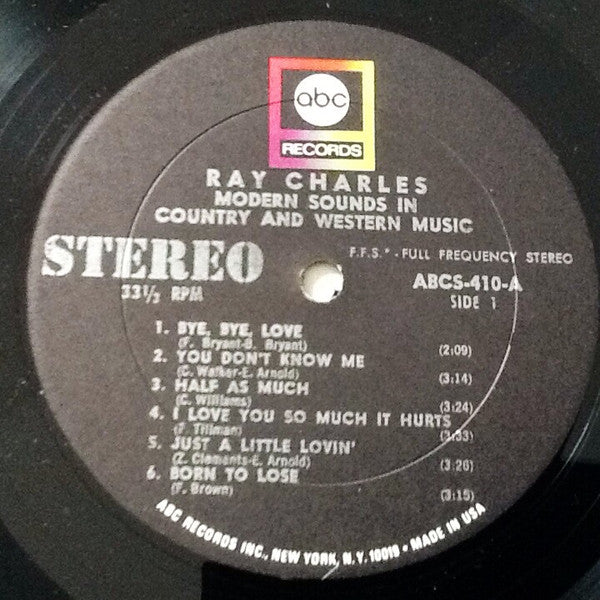 abc
RECORDS
RAY CHARLES
MODERN SOUNDS IN
COUNTRY AND WESTERN MUSIC
STEREO
33 1/3 RPM
F.F.S.* - FULL FREQUENCY STEREO
ABCS-410-A
SIDE 1
1. BYE, BYE, LOVE
(F. Bryant-B. Bryant) (2:09)
2. YOU DON'T KNOW ME
(C. Walker-E. Arnold) (3:14)
3. HALF AS MUCH
(C. Williams) (3:24)
4. I LOVE YOU SO MUCH IT HURTS
(F. Tillman) (3:33)
5. JUST A LITTLE LOVIN'
(Z. Clements-E. Arnold) (3:26)
6. BORN TO LOSE
(F. Brown) (3:15)
ABC RECORDS INC., NEW YORK, N.Y. 10019 • MADE IN USA